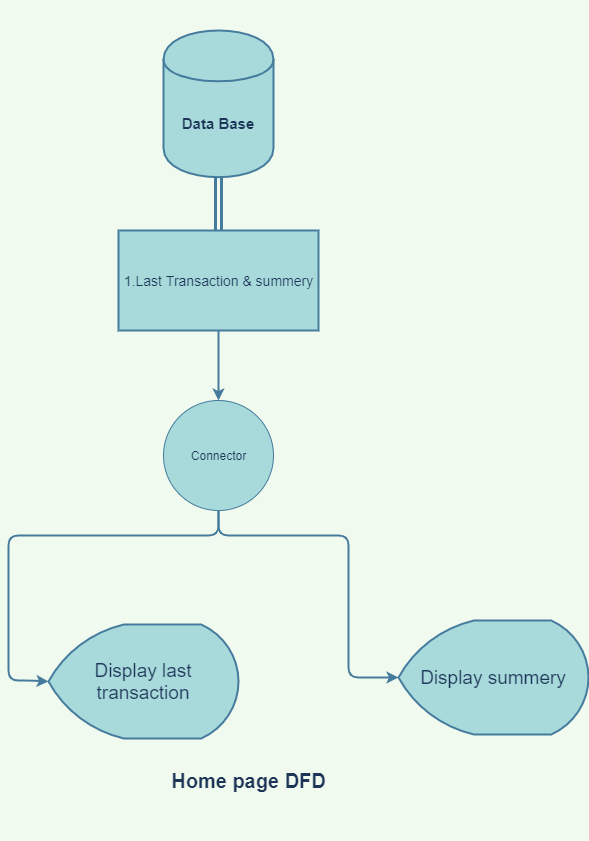 Data Base
1.Last Transaction & summery
Connector
Display last
transaction
Display summery
Home page DFD